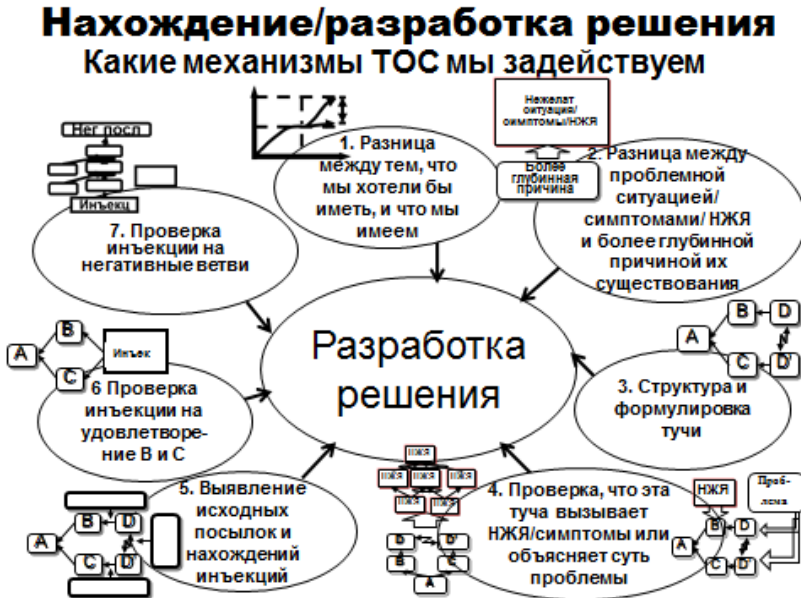 Нахождение/разработка решения
Какие механизмы ТОС мы задействуем
Нег посл
Инъекц
1. Разница
между тем, что
мы хотели бы
иметь, и что мы
имеем
Нежелат
ситуация/
симптомы/НЖЯ
Более
глубинная
причина
2. Разница между
проблемной
ситуацией/
симптомами/ НЖЯ
и более глубинной
причиной их
существования
7. Проверка
инъекции на
негативные ветви
Разработка
решения
B
D
A
C
D'
3. Структура и
формулировка
тучи
A
B
C
Инъек
6 Проверка
инъекции на
удовлетворе-
ние В и С
НЖЯ
НЖЯ НЖЯ НЖЯ
НЖЯ НЖЯ
D D'
B C
A
4. Проверка, что эта
туча вызывает
НЖЯ/симптомы или
объясняет суть
проблемы
НЖЯ
Проб-
лема
B D
A
C D'
5. Выявление
исходных
посылок и
нахождений
инъекций
B D
A
C D'